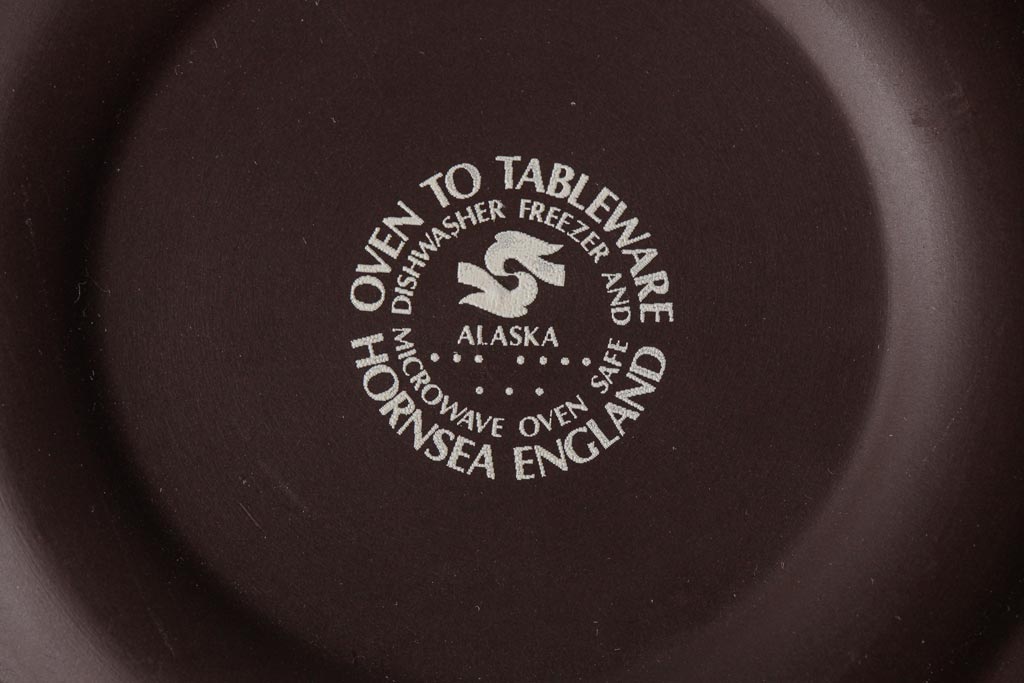 OVEN TO TABLEWARE
DISHWASHER FREEZER AND
ALASKA
MICROWAVE OVEN SAFE
HORNSEA ENGLAND